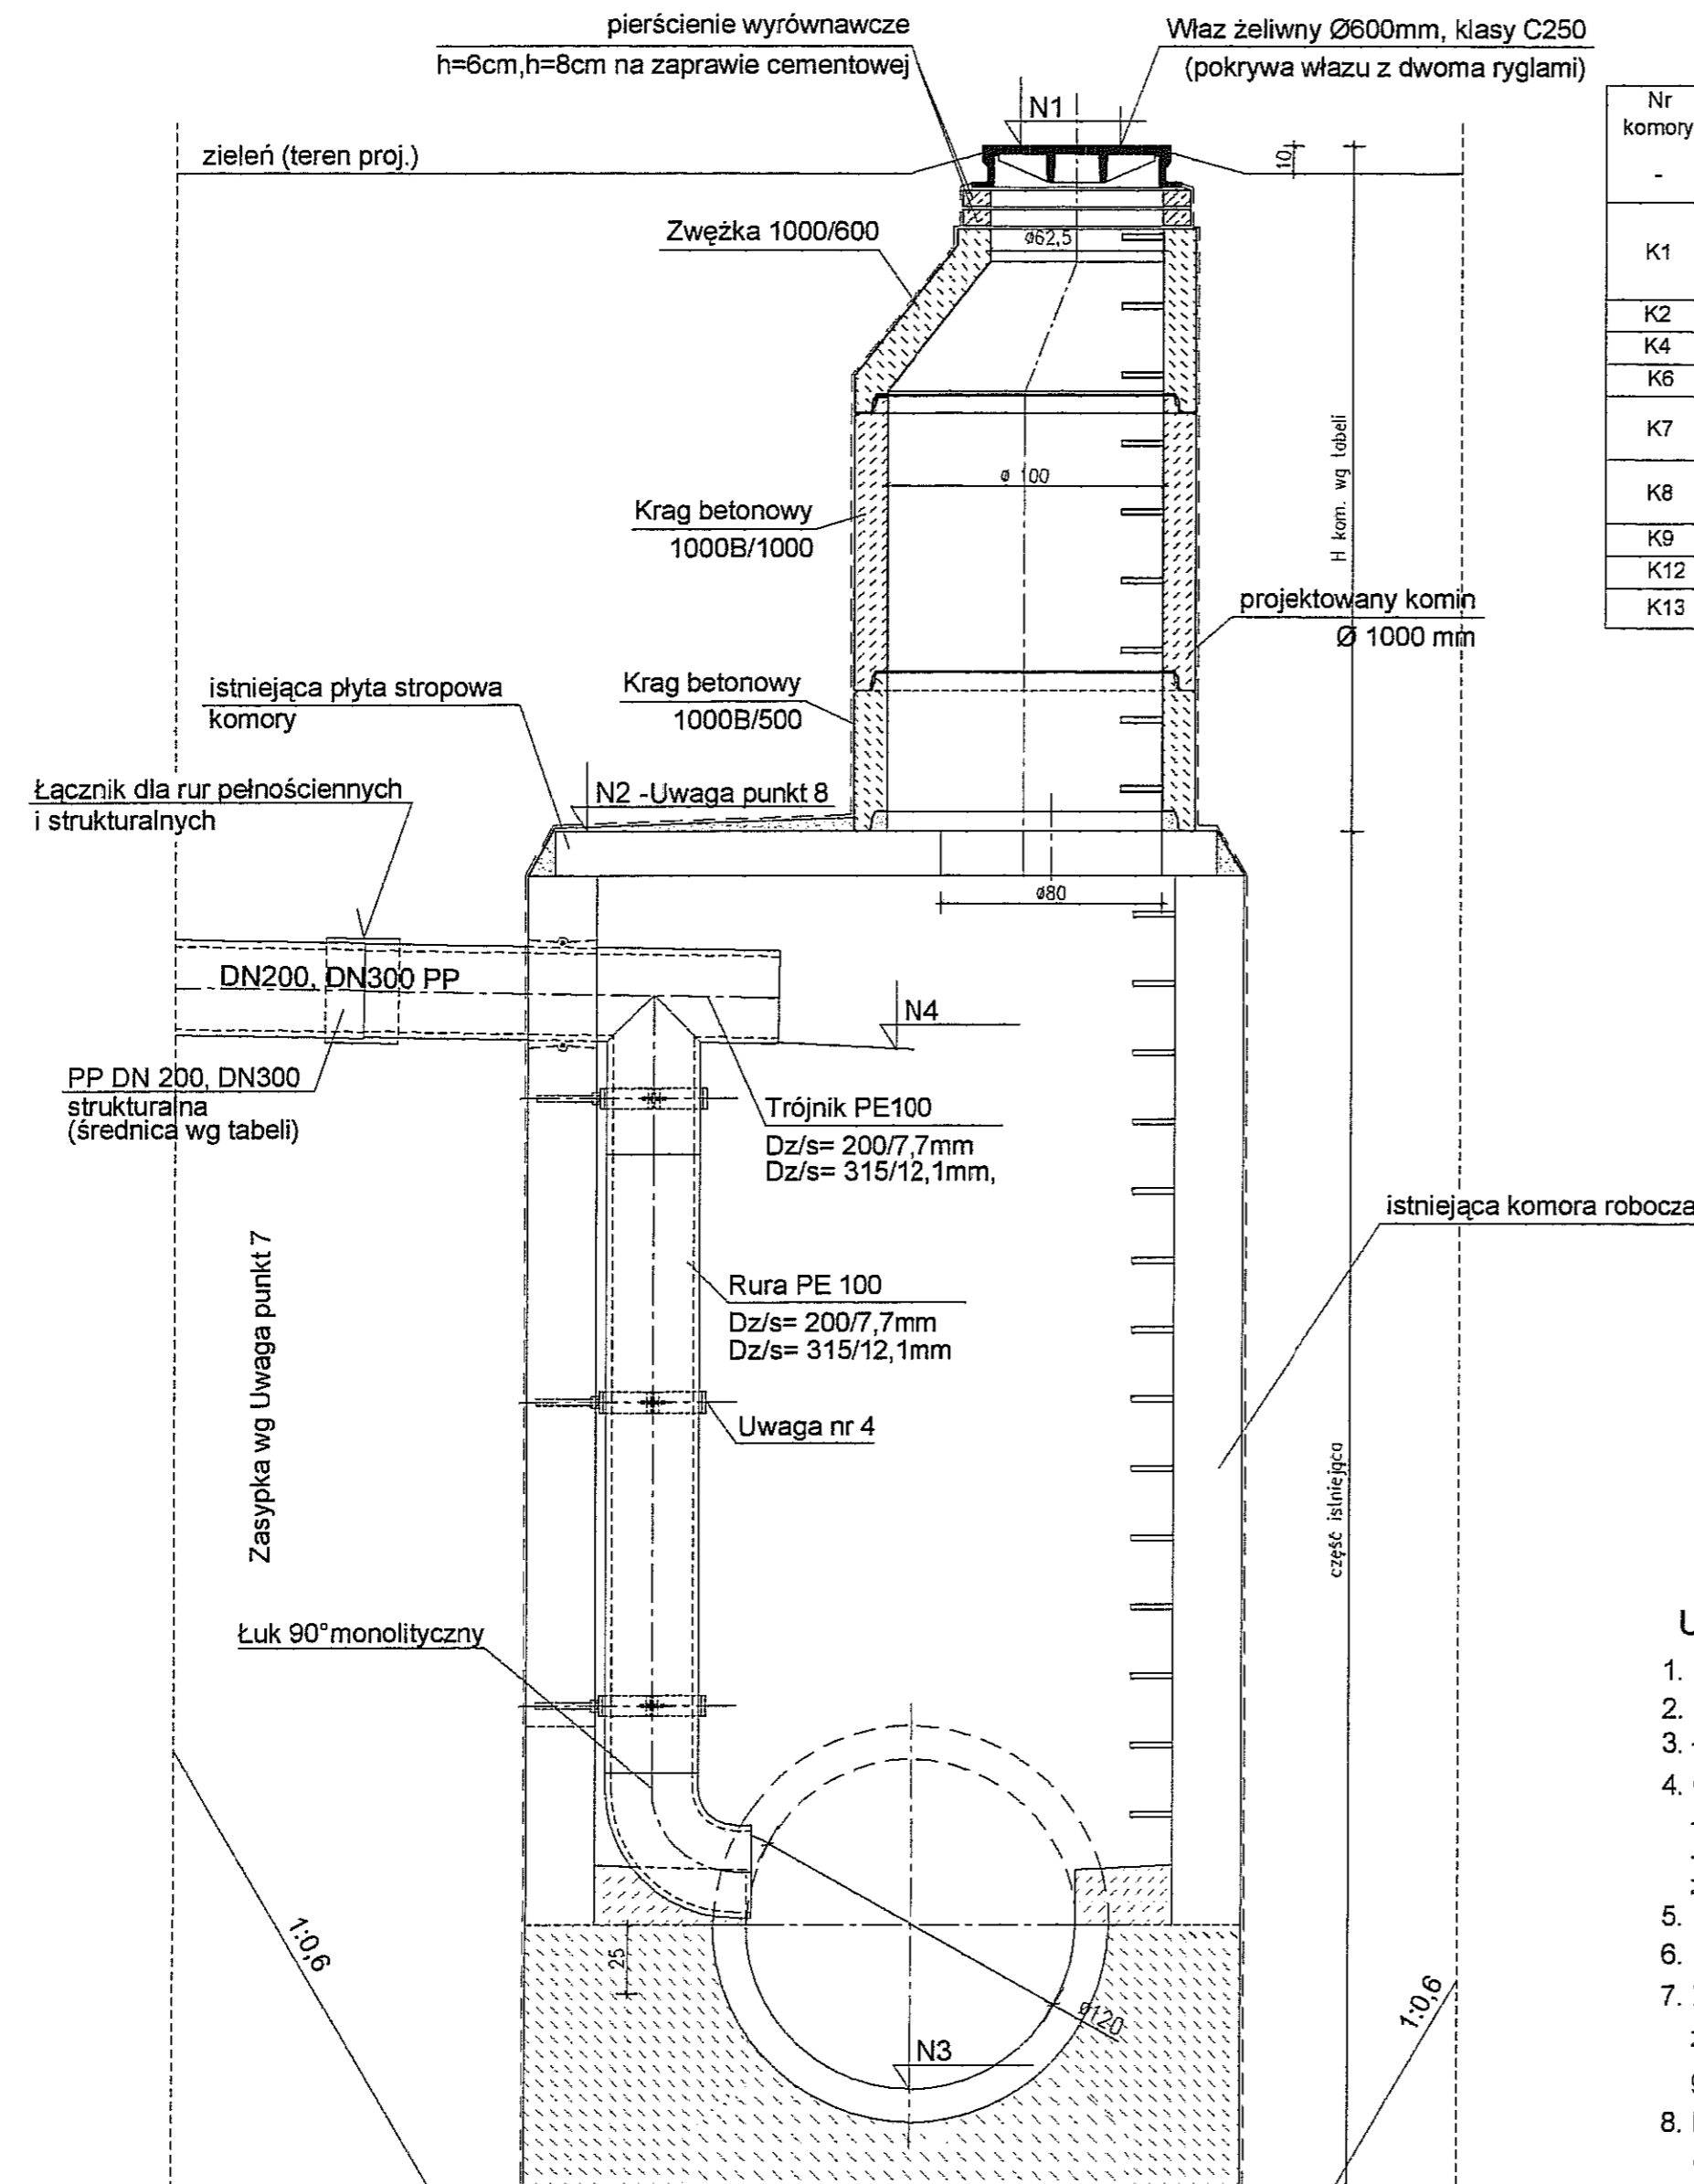 pierścienie wyrównawcze
h=6cm,h=8cm na zaprawie cementowej
Właz żeliwny Ø600mm, klasy C250
(pokrywa włazu z dwoma ryglami)
N1
zieleń (teren proj.)
10
Nr
komory
-
K1
K2
K4
K6
K7
K8
K9
K12
K13
Zwężka 1000/600
ø62,5
H kom. wg tabeli
ø 100
Krag betonowy
1000B/1000
projektowany komin
Ø 1000 mm
istniejąca płyta stropowa
komory
Krag betonowy
1000B/500
Łącznik dla rur pełnościennych
i strukturalnych
N2 -Uwaga punkt 8
ø80
DN200, DN300 PP
N4
PP DN 200, DN300
strukturalna
(średnica wg tabeli)
Trójnik PE100
Dz/s= 200/7,7mm
Dz/s= 315/12,1mm,
istniejąca komora robocza
Zasypka wg Uwaga punkt 7
Rura PE 100
Dz/s= 200/7,7mm
Dz/s= 315/12,1mm
Uwaga nr 4
część istniejąca
Łuk 90°monolityczny
U
1.
2.
3.
4.
5.
6.
7.
8.
1:0,6
25
ø120
1:0,6
N3